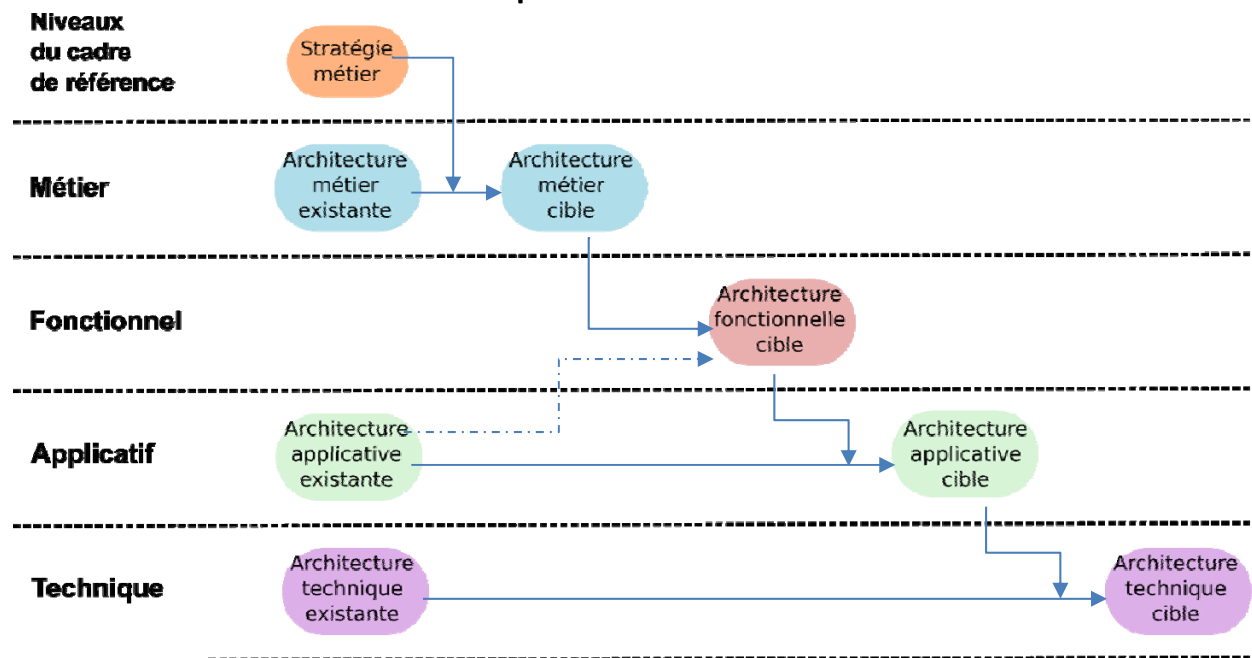 Niveaux
du cadre
de référence
Stratégie
métier
Métier
Architecture
métier
existante
Architecture
métier
cible
Fonctionnel
Architecture
fonctionnelle
cible
Applicatif
Architecture
applicative
existante
Architecture
applicative
cible
Technique
Architecture
technique
existante
Architecture
technique
cible